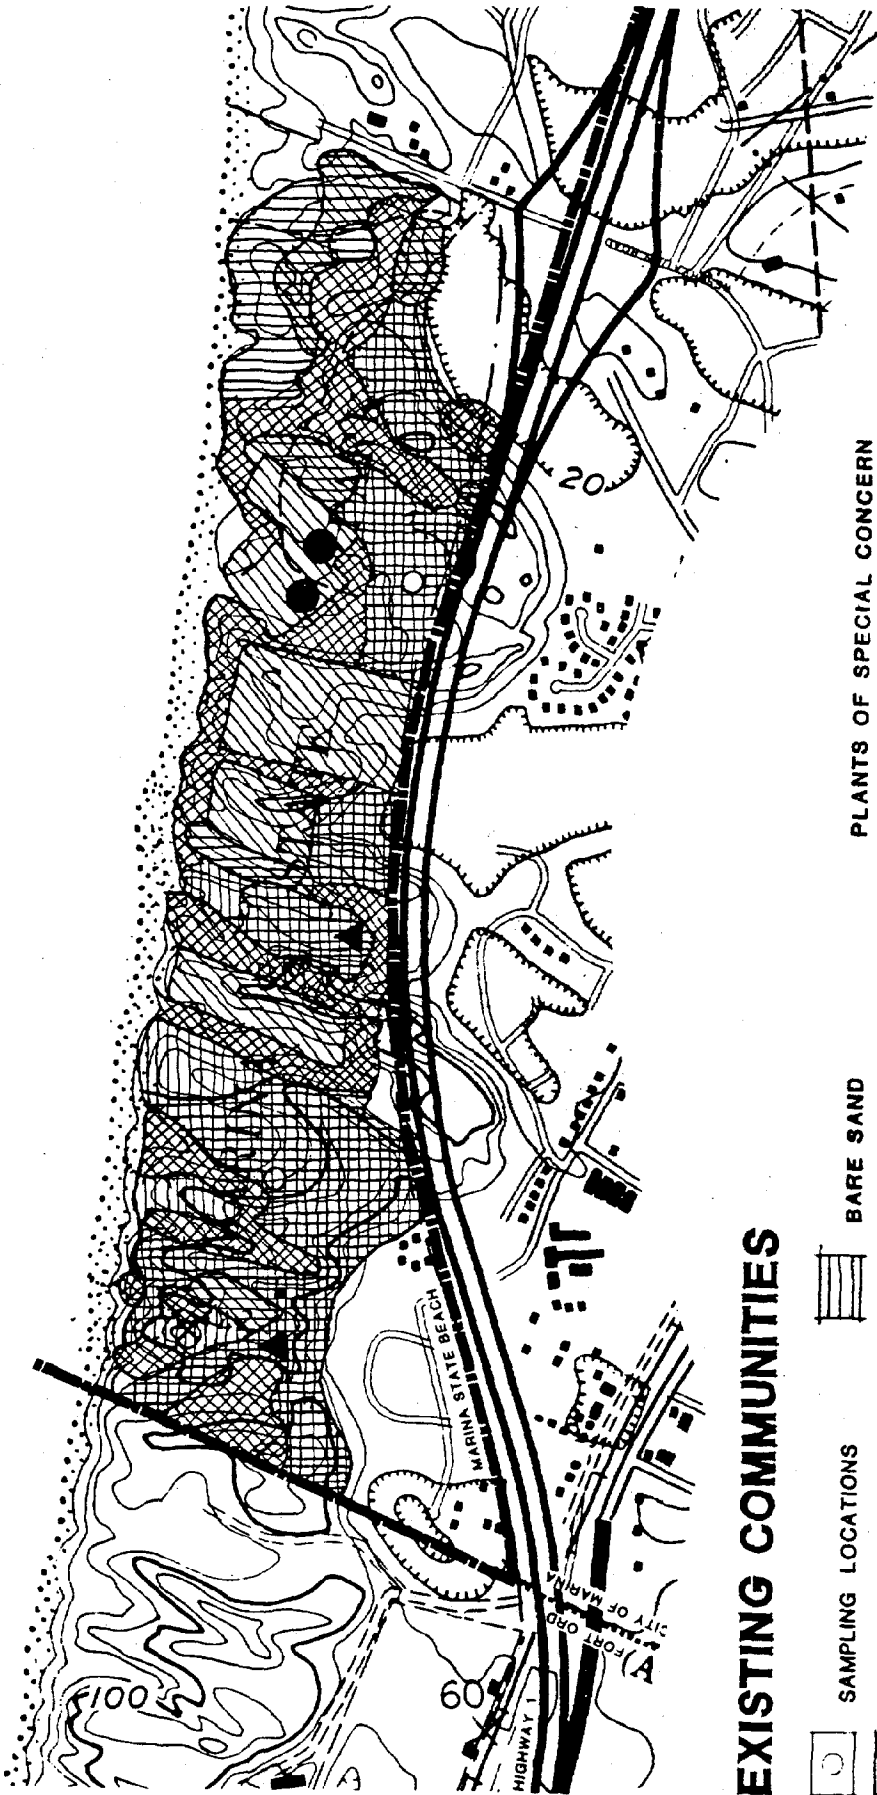 20
MARINA STATE BEACH
100
60
HIGHWAY 1
FORT ORD
CITY OF MARINA
(A
EXISTING COMMUNITIES
SAMPLING LOCATIONS
BARE SAND
PLANTS OF SPECIAL CONCERN